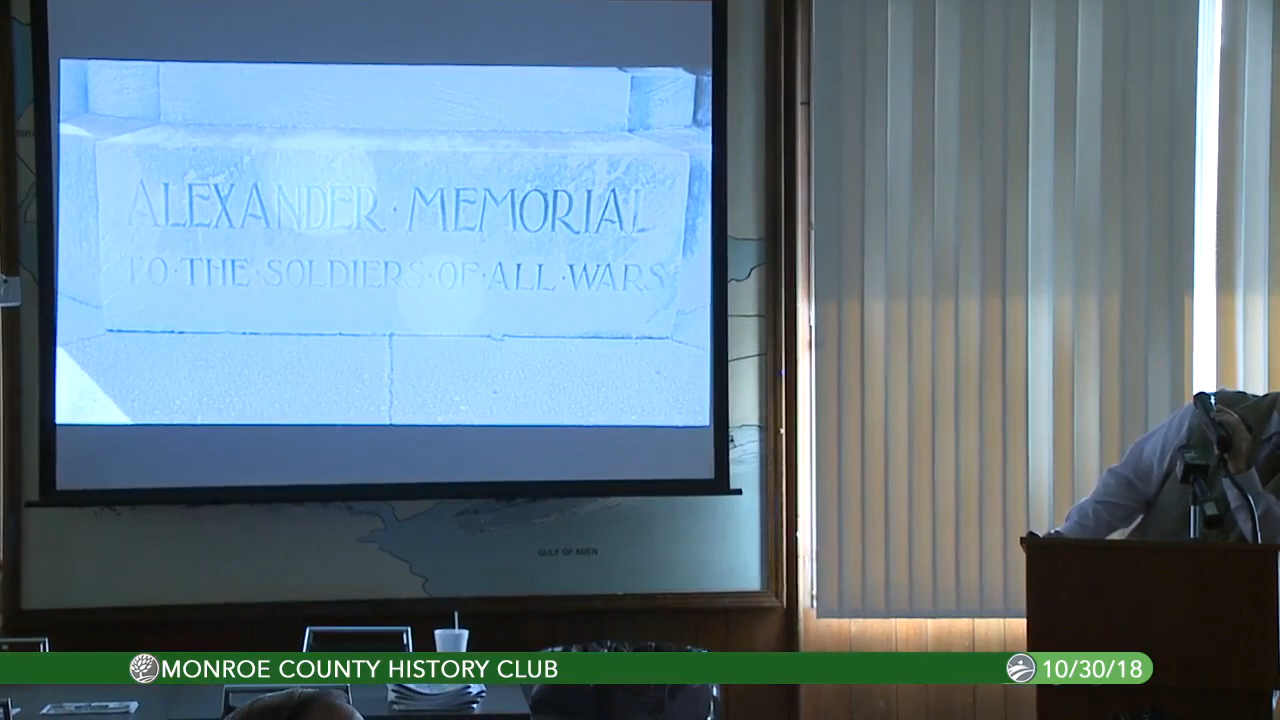 ALEXANDER · MEMORIAL
TO · THE · SOLDIERS · OF · ALL · WARS
GULF OF ADEN
MONROE COUNTY HISTORY CLUB
10/30/18